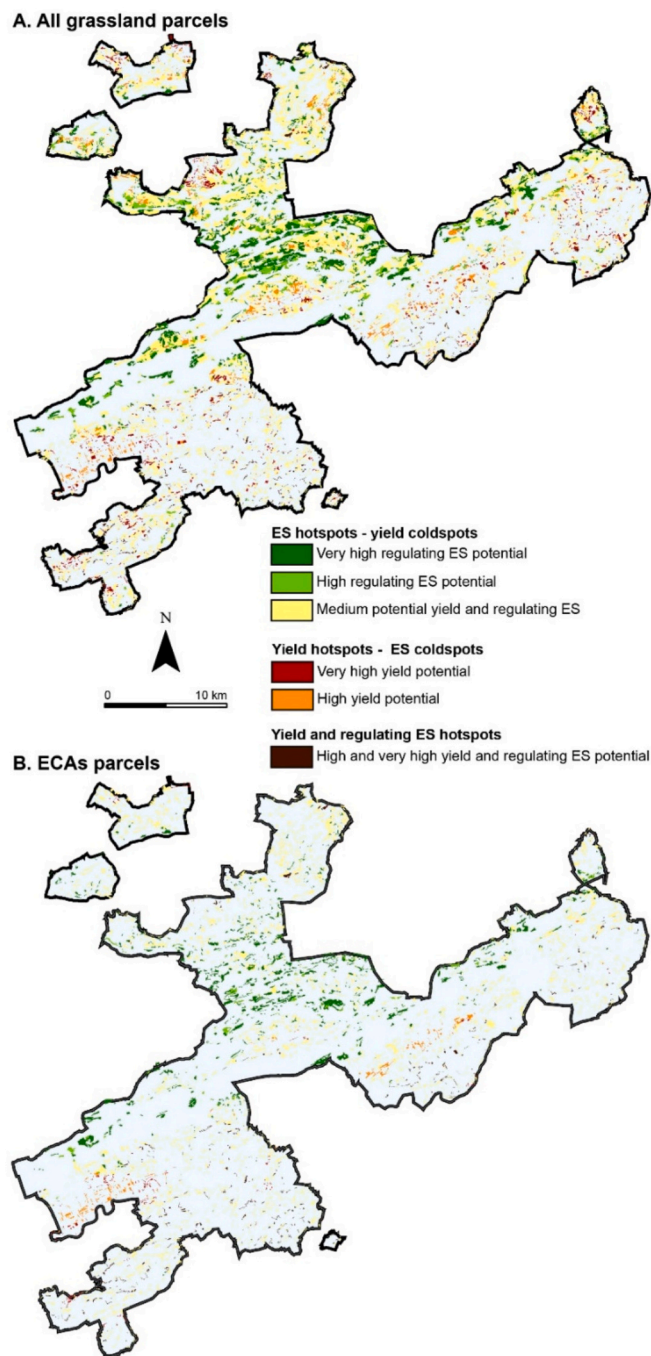 A. All grassland parcels
ES hotspots - yield coldspots
Very high regulating ES potential
High regulating ES potential
Medium potential yield and regulating ES
N
0 10 km
Yield hotspots - ES coldspots
Very high yield potential
High yield potential
Yield and regulating ES hotspots
High and very high yield and regulating ES potential
B. ECAs parcels